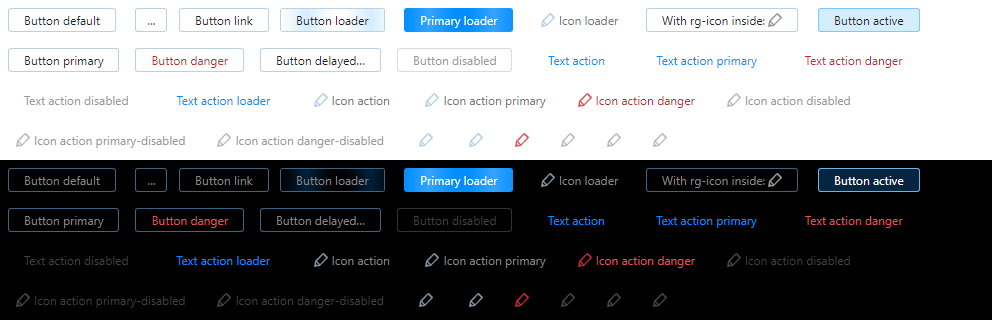 Button default ... Button link Button loader Primary loader Icon loader With rg-icon inside: Button active
Button primary Button danger Button delayed... Button disabled Text action Text action primary Text action danger
Text action disabled Text action loader Icon action Icon action primary Icon action danger Icon action disabled
Icon action primary-disabled Icon action danger-disabled
Button default ... Button link Button loader Primary loader Icon loader With rg-icon inside: Button active
Button primary Button danger Button delayed... Button disabled Text action Text action primary Text action danger
Text action disabled Text action loader Icon action Icon action primary Icon action danger Icon action disabled
Icon action primary-disabled Icon action danger-disabled